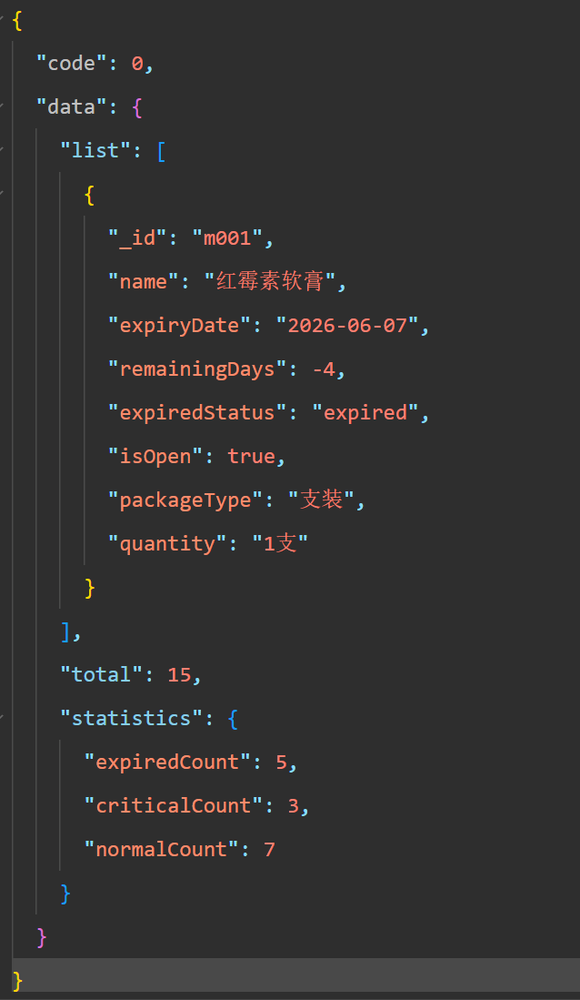 {
  "code": 0,
  "data": {
    "list": [
      {
        "_id": "m001",
        "name": "红霉素软膏",
        "expiryDate": "2026-06-07",
        "remainingDays": -4,
        "expiredStatus": "expired",
        "isOpen": true,
        "packageType": "支装",
        "quantity": "1支"
      }
    ],
    "total": 15,
    "statistics": {
      "expiredCount": 5,
      "criticalCount": 3,
      "normalCount": 7
    }
  }
}